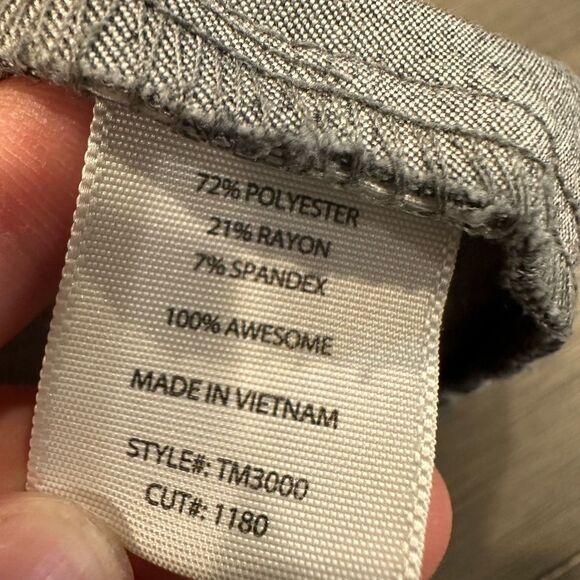 72% POLYESTER
21% RAYON
7% SPANDEX
100% AWESOME
MADE IN VIETNAM
STYLE#: TM3000
CUT#: 1180